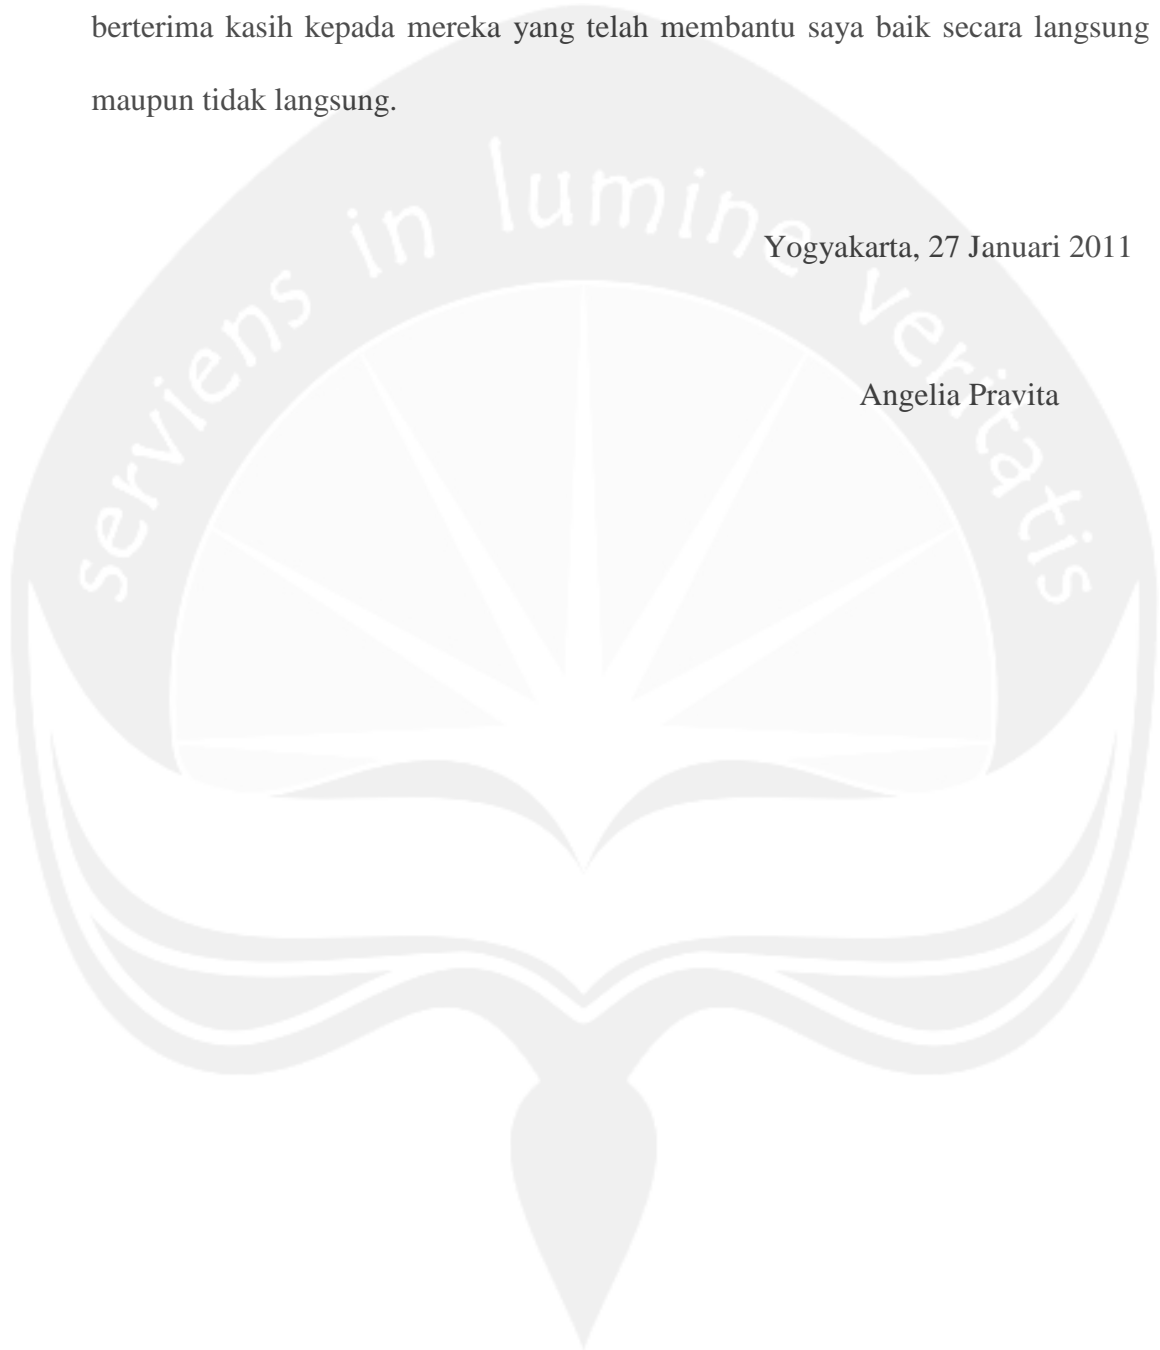 berterima kasih kepada mereka yang telah membantu saya baik secara langsung
maupun tidak langsung.
serviens in lumine veritatis
Yogyakarta, 27 Januari 2011
Angelia Pravita